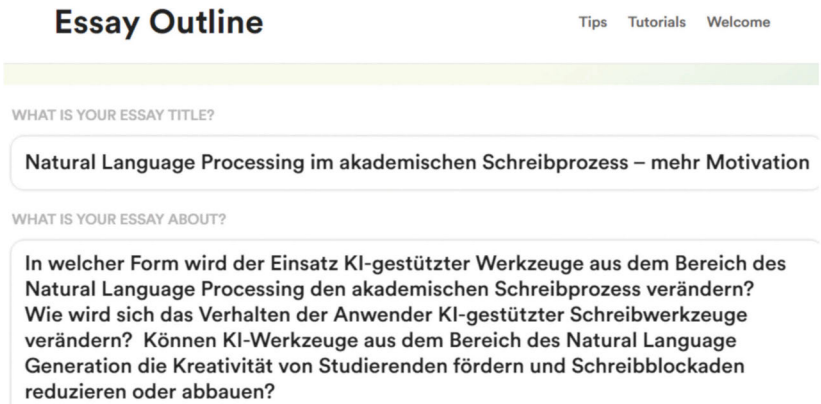 Essay Outline
Tips Tutorials Welcome
WHAT IS YOUR ESSAY TITLE?
Natural Language Processing im akademischen Schreibprozess – mehr Motivation
WHAT IS YOUR ESSAY ABOUT?
In welcher Form wird der Einsatz KI-gestützter Werkzeuge aus dem Bereich des
Natural Language Processing den akademischen Schreibprozess verändern?
Wie wird sich das Verhalten der Anwender KI-gestützter Schreibwerkzeuge
verändern? Können KI-Werkzeuge aus dem Bereich des Natural Language
Generation die Kreativität von Studierenden fördern und Schreibblockaden
reduzieren oder abbauen?